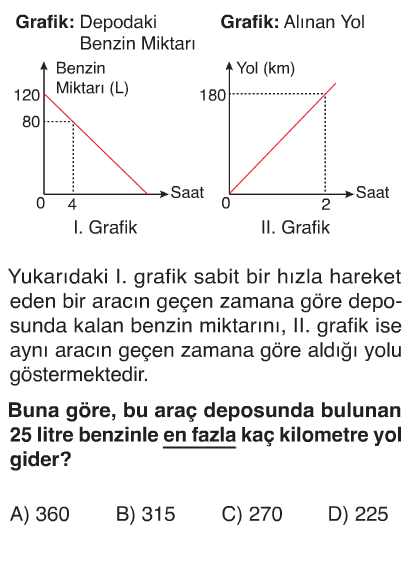 Grafik: Depodaki
Benzin Miktarı
Benzin
Miktarı (L)
120
80
0
4
Saat
I. Grafik
Grafik: Alınan Yol
Yol (km)
180
0
2
Saat
II. Grafik
Yukarıdaki I. grafik sabit bir hızla hareket
eden bir aracın geçen zamana göre depo-
sunda kalan benzin miktarını, II. grafik ise
aynı aracın geçen zamana göre aldığı yolu
göstermektedir.
Buna göre, bu araç deposunda bulunan
25 litre benzinle en fazla kaç kilometre yol
gider?
A) 360 B) 315 C) 270 D) 225